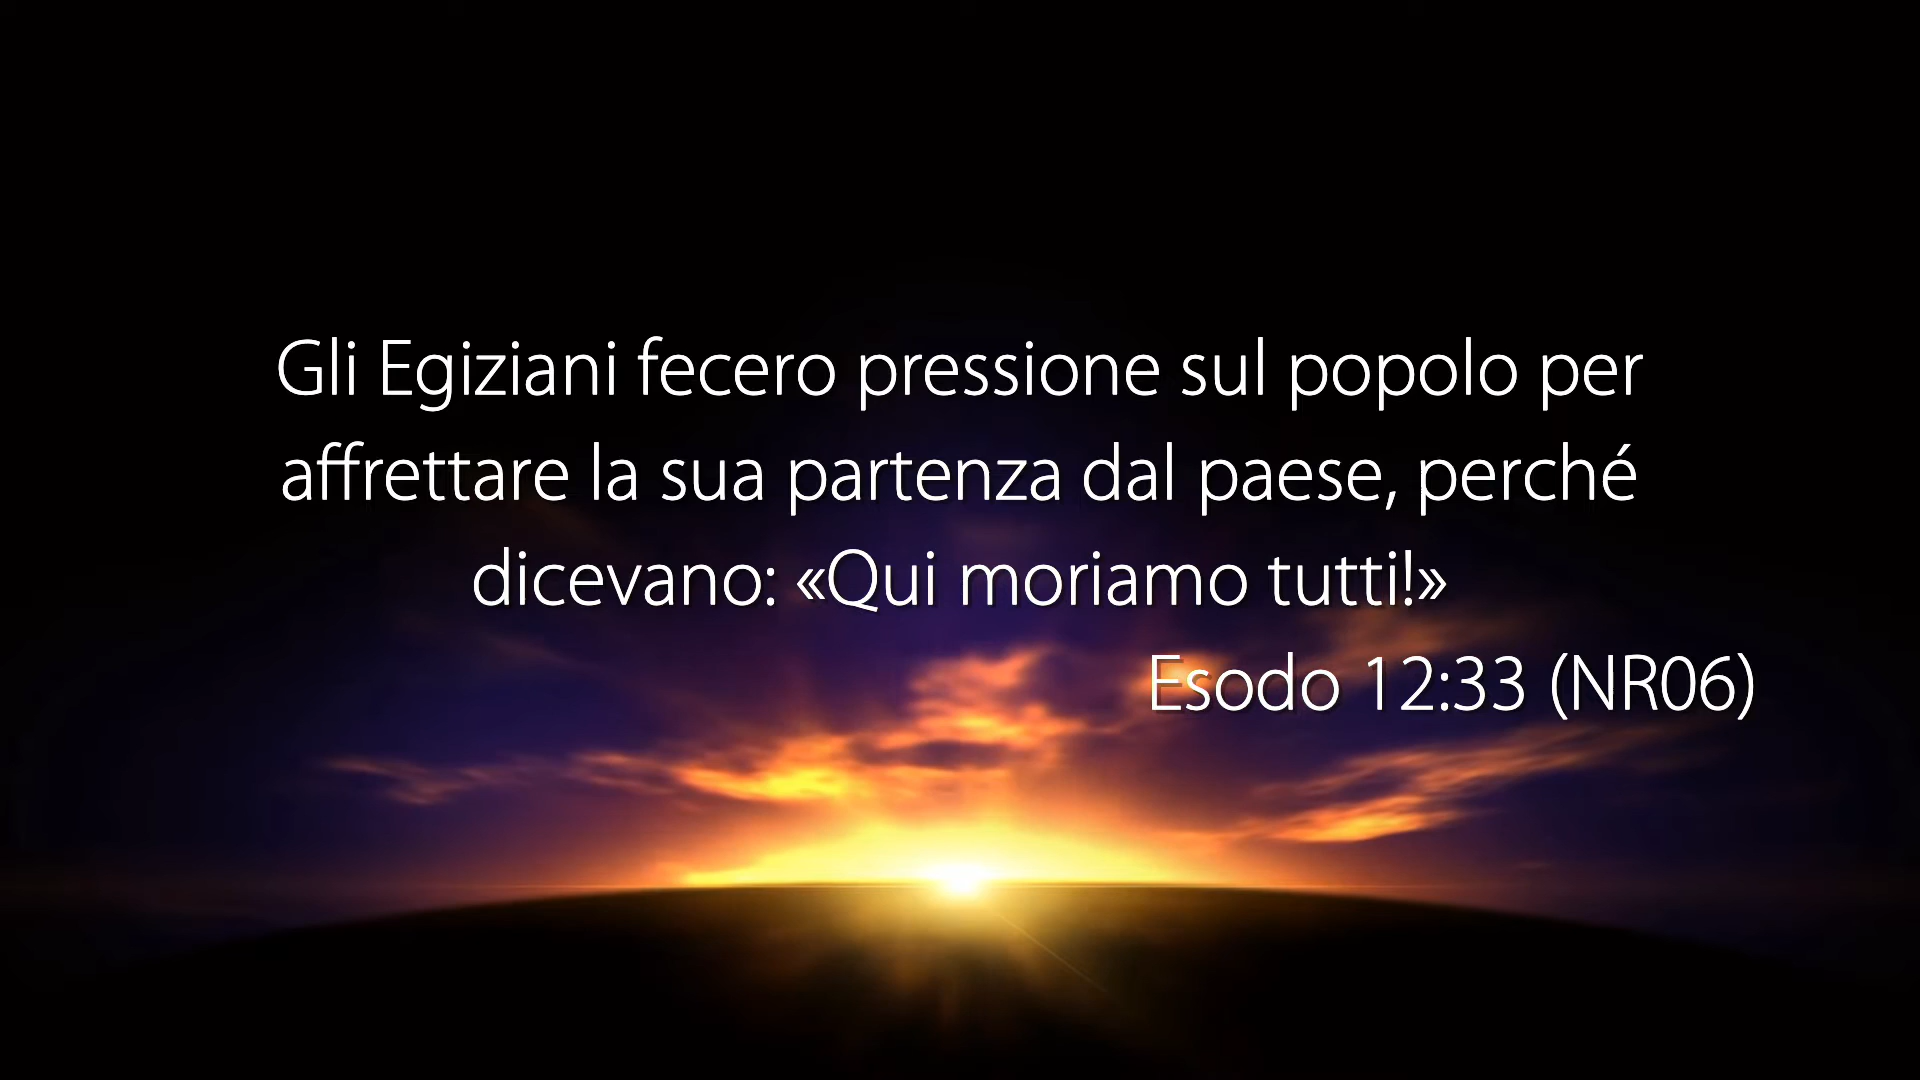 Gli Egiziani fecero pressione sul popolo per
affrettare la sua partenza dal paese, perché
dicevano: «Qui moriamo tutti!»
Esodo 12:33 (NR06)